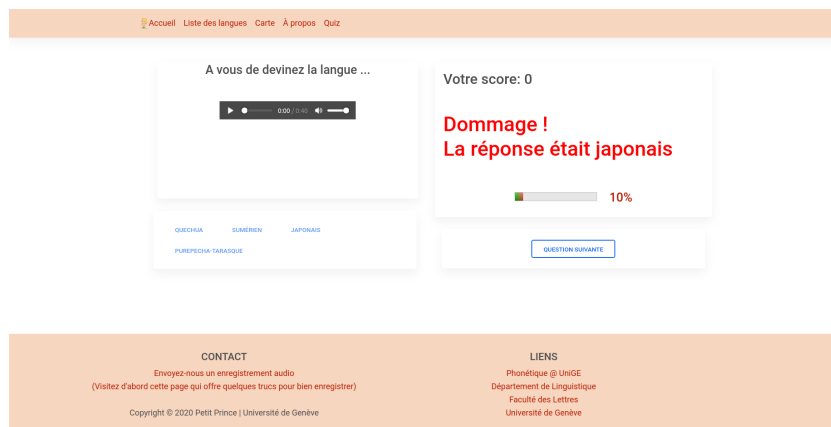 Accueil Liste des langues Carte À propos Quiz
A vous de devinez la langue ...
0:00 / 0:40
QUECHUA SUMÉRIEN JAPONAIS
PUREPECHA-TARASQUE
Votre score: 0
Dommage !
La réponse était japonais
10%
QUESTION SUIVANTE
CONTACT
Envoyez-nous un enregistrement audio
(Visitez d'abord cette page qui offre quelques trucs pour bien enregistrer)
Copyright © 2020 Petit Prince | Université de Genève
LIENS
Phonétique @ UniGE
Département de Linguistique
Faculté des Lettres
Université de Genève